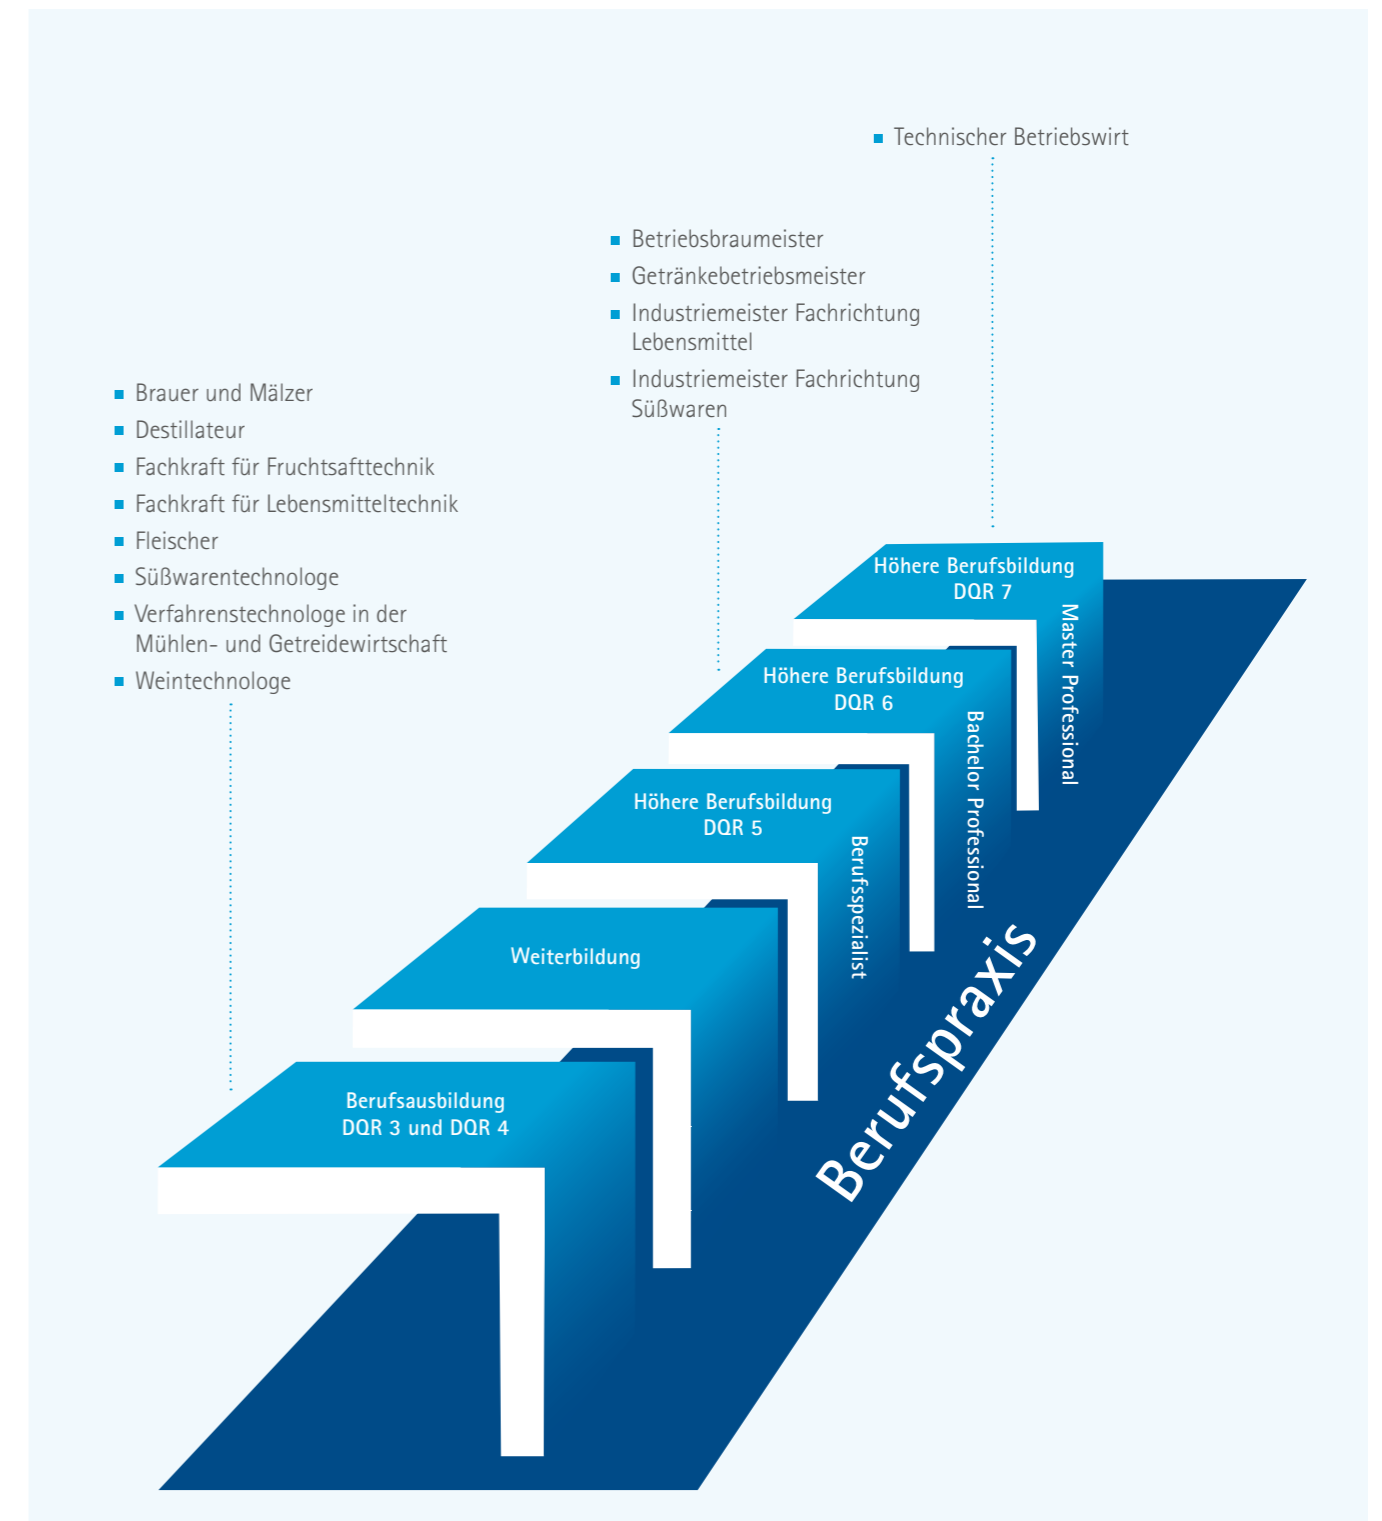 Technischer Betriebswirt
Betriebsbraumeister
Getränkebetriebsmeister
Industriemeister Fachrichtung
Lebensmittel
Industriemeister Fachrichtung
Süßwaren
Brauer und Mälzer
Destillateur
Fachkraft für Fruchtsafttechnik
Fachkraft für Lebensmitteltechnik
Fleischer
Süßwarentechnologe
Verfahrenstechnologe in der
Mühlen- und Getreidewirtschaft
Weintechnologe
Höhere Berufsbildung
DQR 7
Master Professional
Höhere Berufsbildung
DQR 6
Bachelor Professional
Höhere Berufsbildung
DQR 5
Berufsspezialist
Weiterbildung
Berufsausbildung
DQR 3 und DQR 4
Berufspraxis